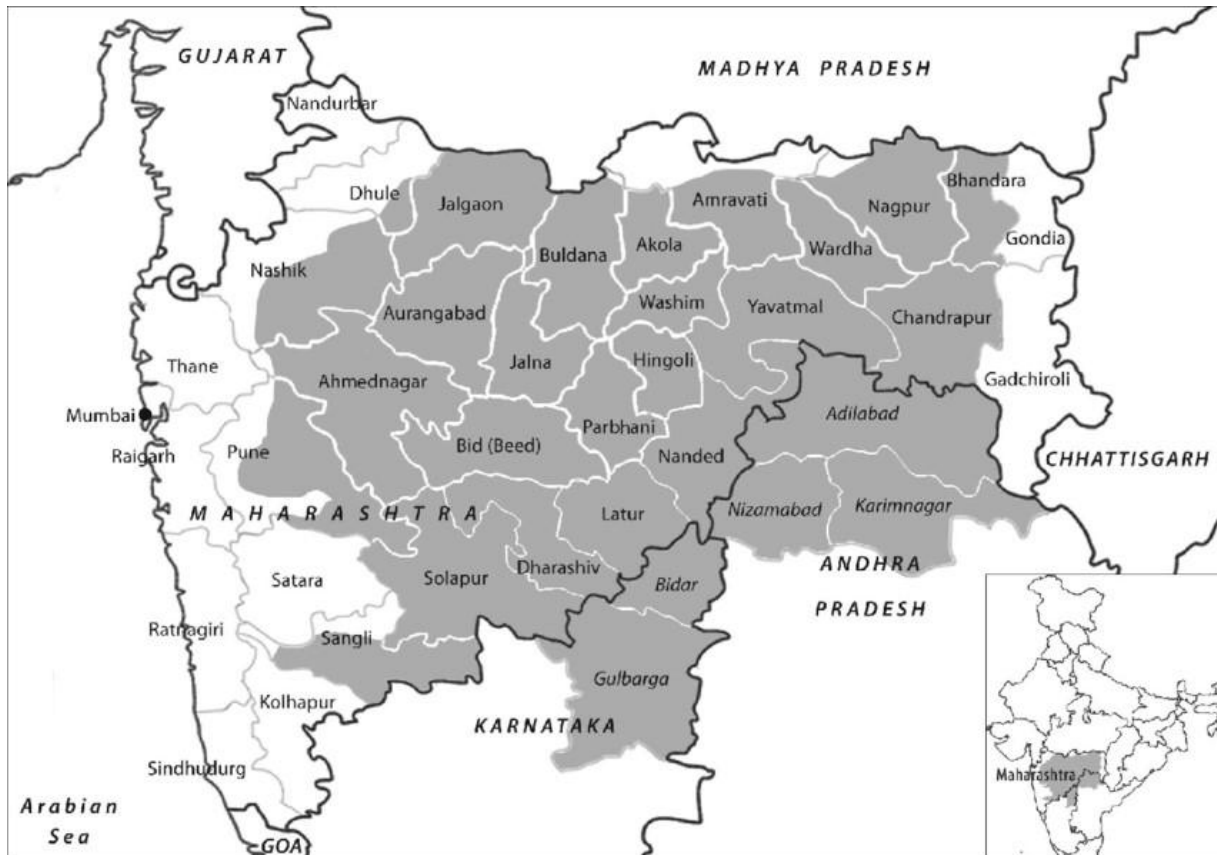 GUJARAT
MADHYA PRADESH
Nandurbar
Dhule
Jalgaon
Buldana
Akola
Amravati
Wardha
Nagpur
Bhandara
Gondia
Nashik
Aurangabad
Jalna
Washim
Yavatmal
Chandrapur
Hingoli
Thane
Ahmednagar
Gadchiroli
Mumbai
Parbhani
Adilabad
Raigarh
Pune
Bid (Beed)
Nanded
CHHATTISGARH
MAHARASHTRA
Latur
Nizamabad
Karimnagar
Satara
Solapur
Dharashiv
Bidar
ANDHRA
PRADESH
Ratnagiri
Sangli
Gulbarga
Kolhapur
KARNATAKA
Sindhudurg
Maharashtra
Arabian
Sea
GOA